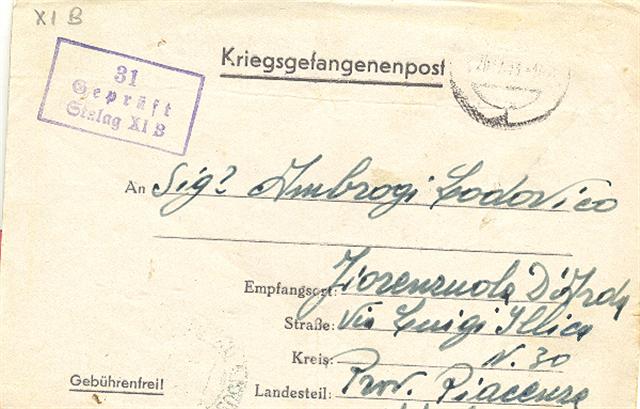 XI B
Kriegsgefangenenpost
31
Geprüft
Stalag XI B
An Sigr Ambrogi Lodovico
Empfangsort: Fiorenzuola D'Arda
Straße: Via Luigi Illica
Kreis: N. 30
Gebührenfrei!
Landesteil: Prov. Piacenza